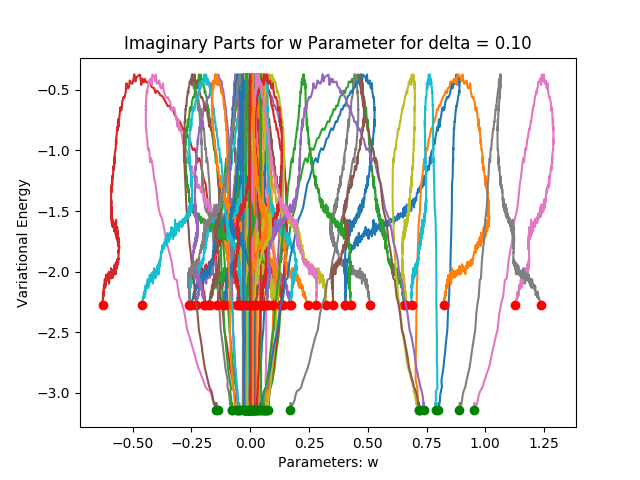 Imaginary Parts for w Parameter for delta = 0.10
Variational Energy
−0.5
−1.0
−1.5
−2.0
−2.5
−3.0
−0.50 −0.25 0.00 0.25 0.50 0.75 1.00 1.25
Parameters: w